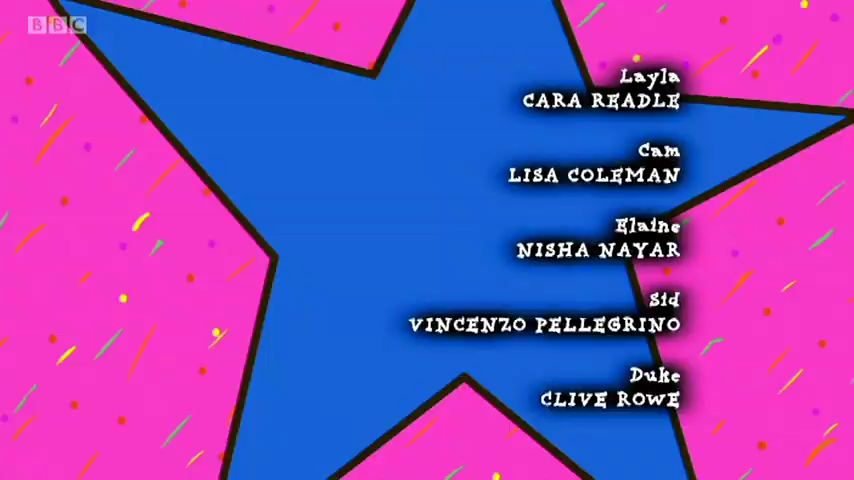 BBC
Layla
CARA READLE
Cam
LISA COLEMAN
Elaine
NISHA NAYAR
Sid
VINCENZO PELLEGRINO
Duke
CLIVE ROWE